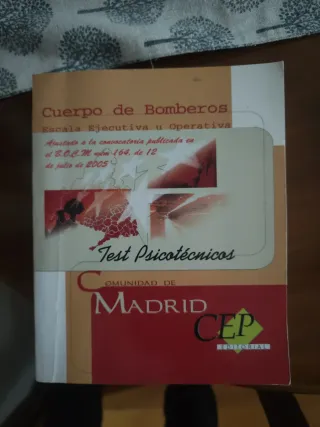 Cuerpo de Bomberos
Escala Ejecutiva u Operativa
Ajustado a la convocatoria publicada en
el B.O.C.M. núm 164, de 12
de julio de 2005
Test Psicotécnicos
COMUNIDAD DE
MADRID
CEP
EDITORIAL